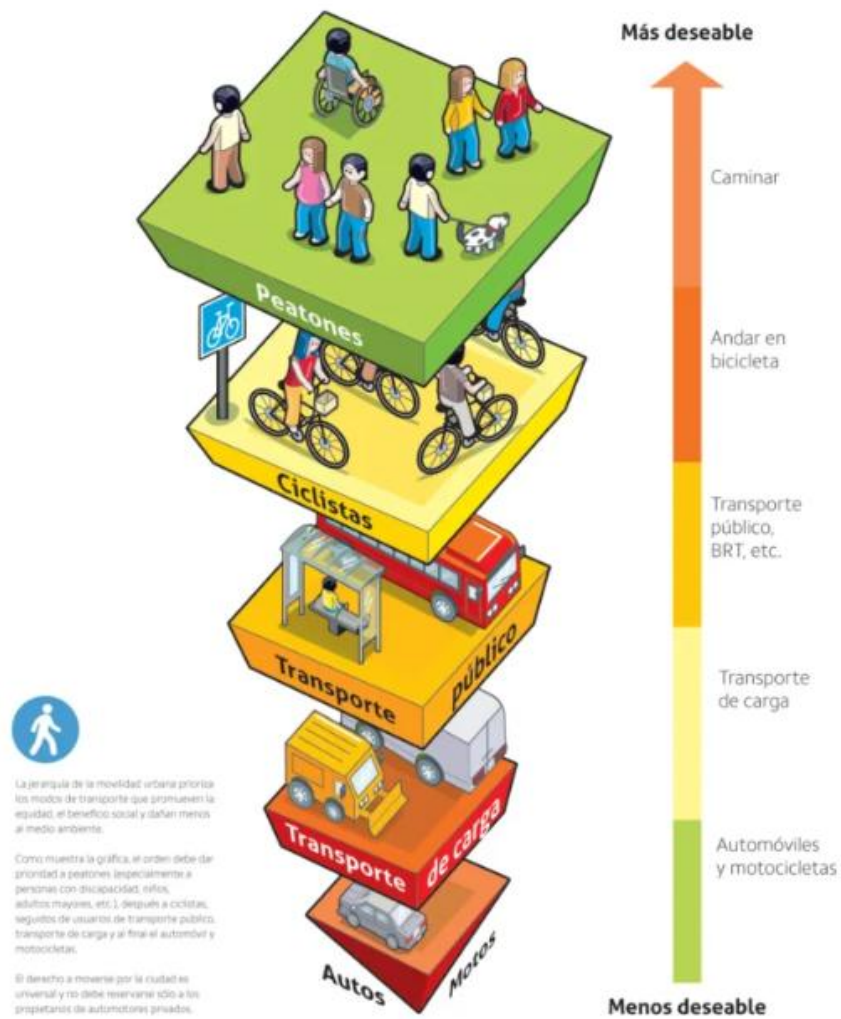 Más deseable
Caminar
Andar en
bicicleta
Transporte
público,
BRT, etc.
Transporte
de carga
Automóviles
y motocicletas
Menos deseable
Peatones
Ciclistas
Transporte público
Transporte de carga
Autos Motos
La jerarquía de la movilidad urbana prioriza
los modos de transporte que promueven la
equidad, el beneficio social y dañan menos
al medio ambiente.
Como muestra la gráfica, el orden debe dar
prioridad a peatones (especialmente a
personas con discapacidad, niños,
adultos mayores, etc.), después a ciclistas,
seguidos de usuarios de transporte público,
transporte de carga y al final el automóvil y
motocicletas.
El derecho a moverse por la ciudad es
universal y no debe reservarse sólo a los
propietarios de automotores privados.